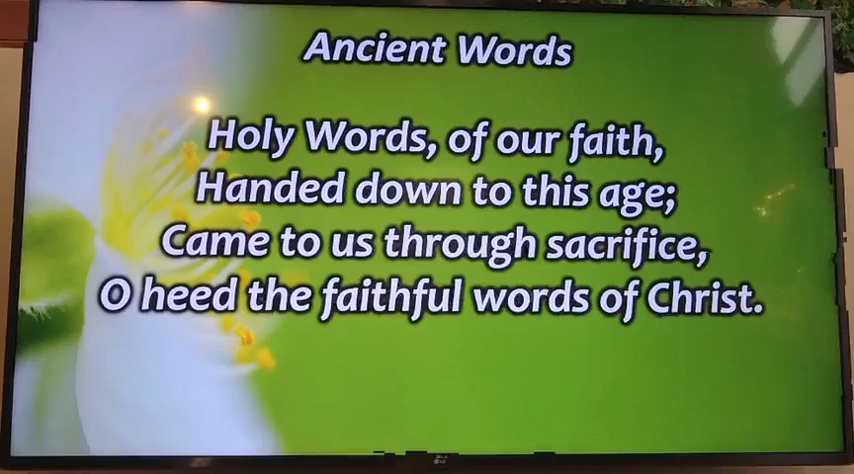 Ancient Words
Holy Words, of our faith,
Handed down to this age;
Came to us through sacrifice,
O heed the faithful words of Christ.
LG